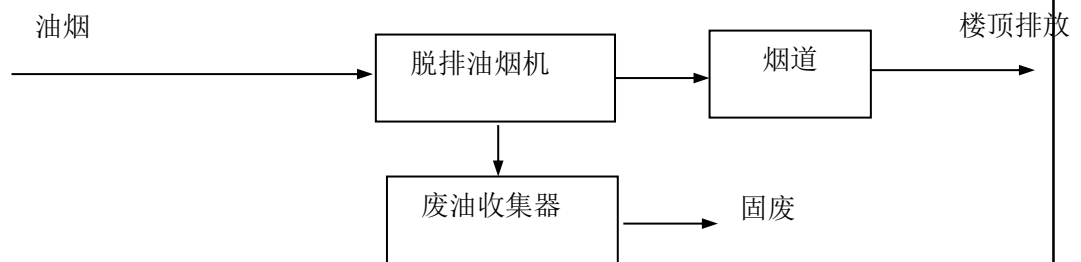 油烟
楼顶排放
脱排油烟机
烟道
废油收集器
固废